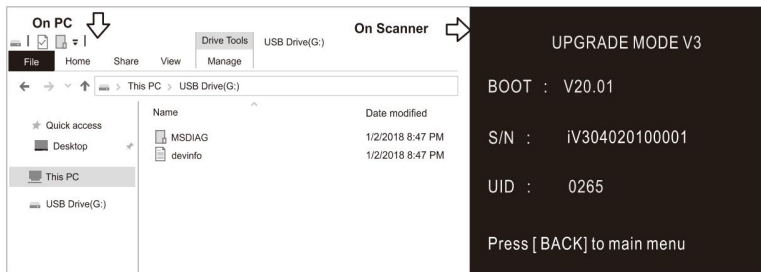 On PC
On Scanner
Drive Tools
USB Drive(G:)
File
Home
Share
View
Manage
This PC > USB Drive(G:)
Name
Date modified
Quick access
Desktop
This PC
USB Drive(G:)
MSDIAG
1/2/2018 8:47 PM
devinfo
1/2/2018 8:47 PM
UPGRADE MODE V3
BOOT : V20.01
S/N : iV304020100001
UID : 0265
Press [ BACK] to main menu